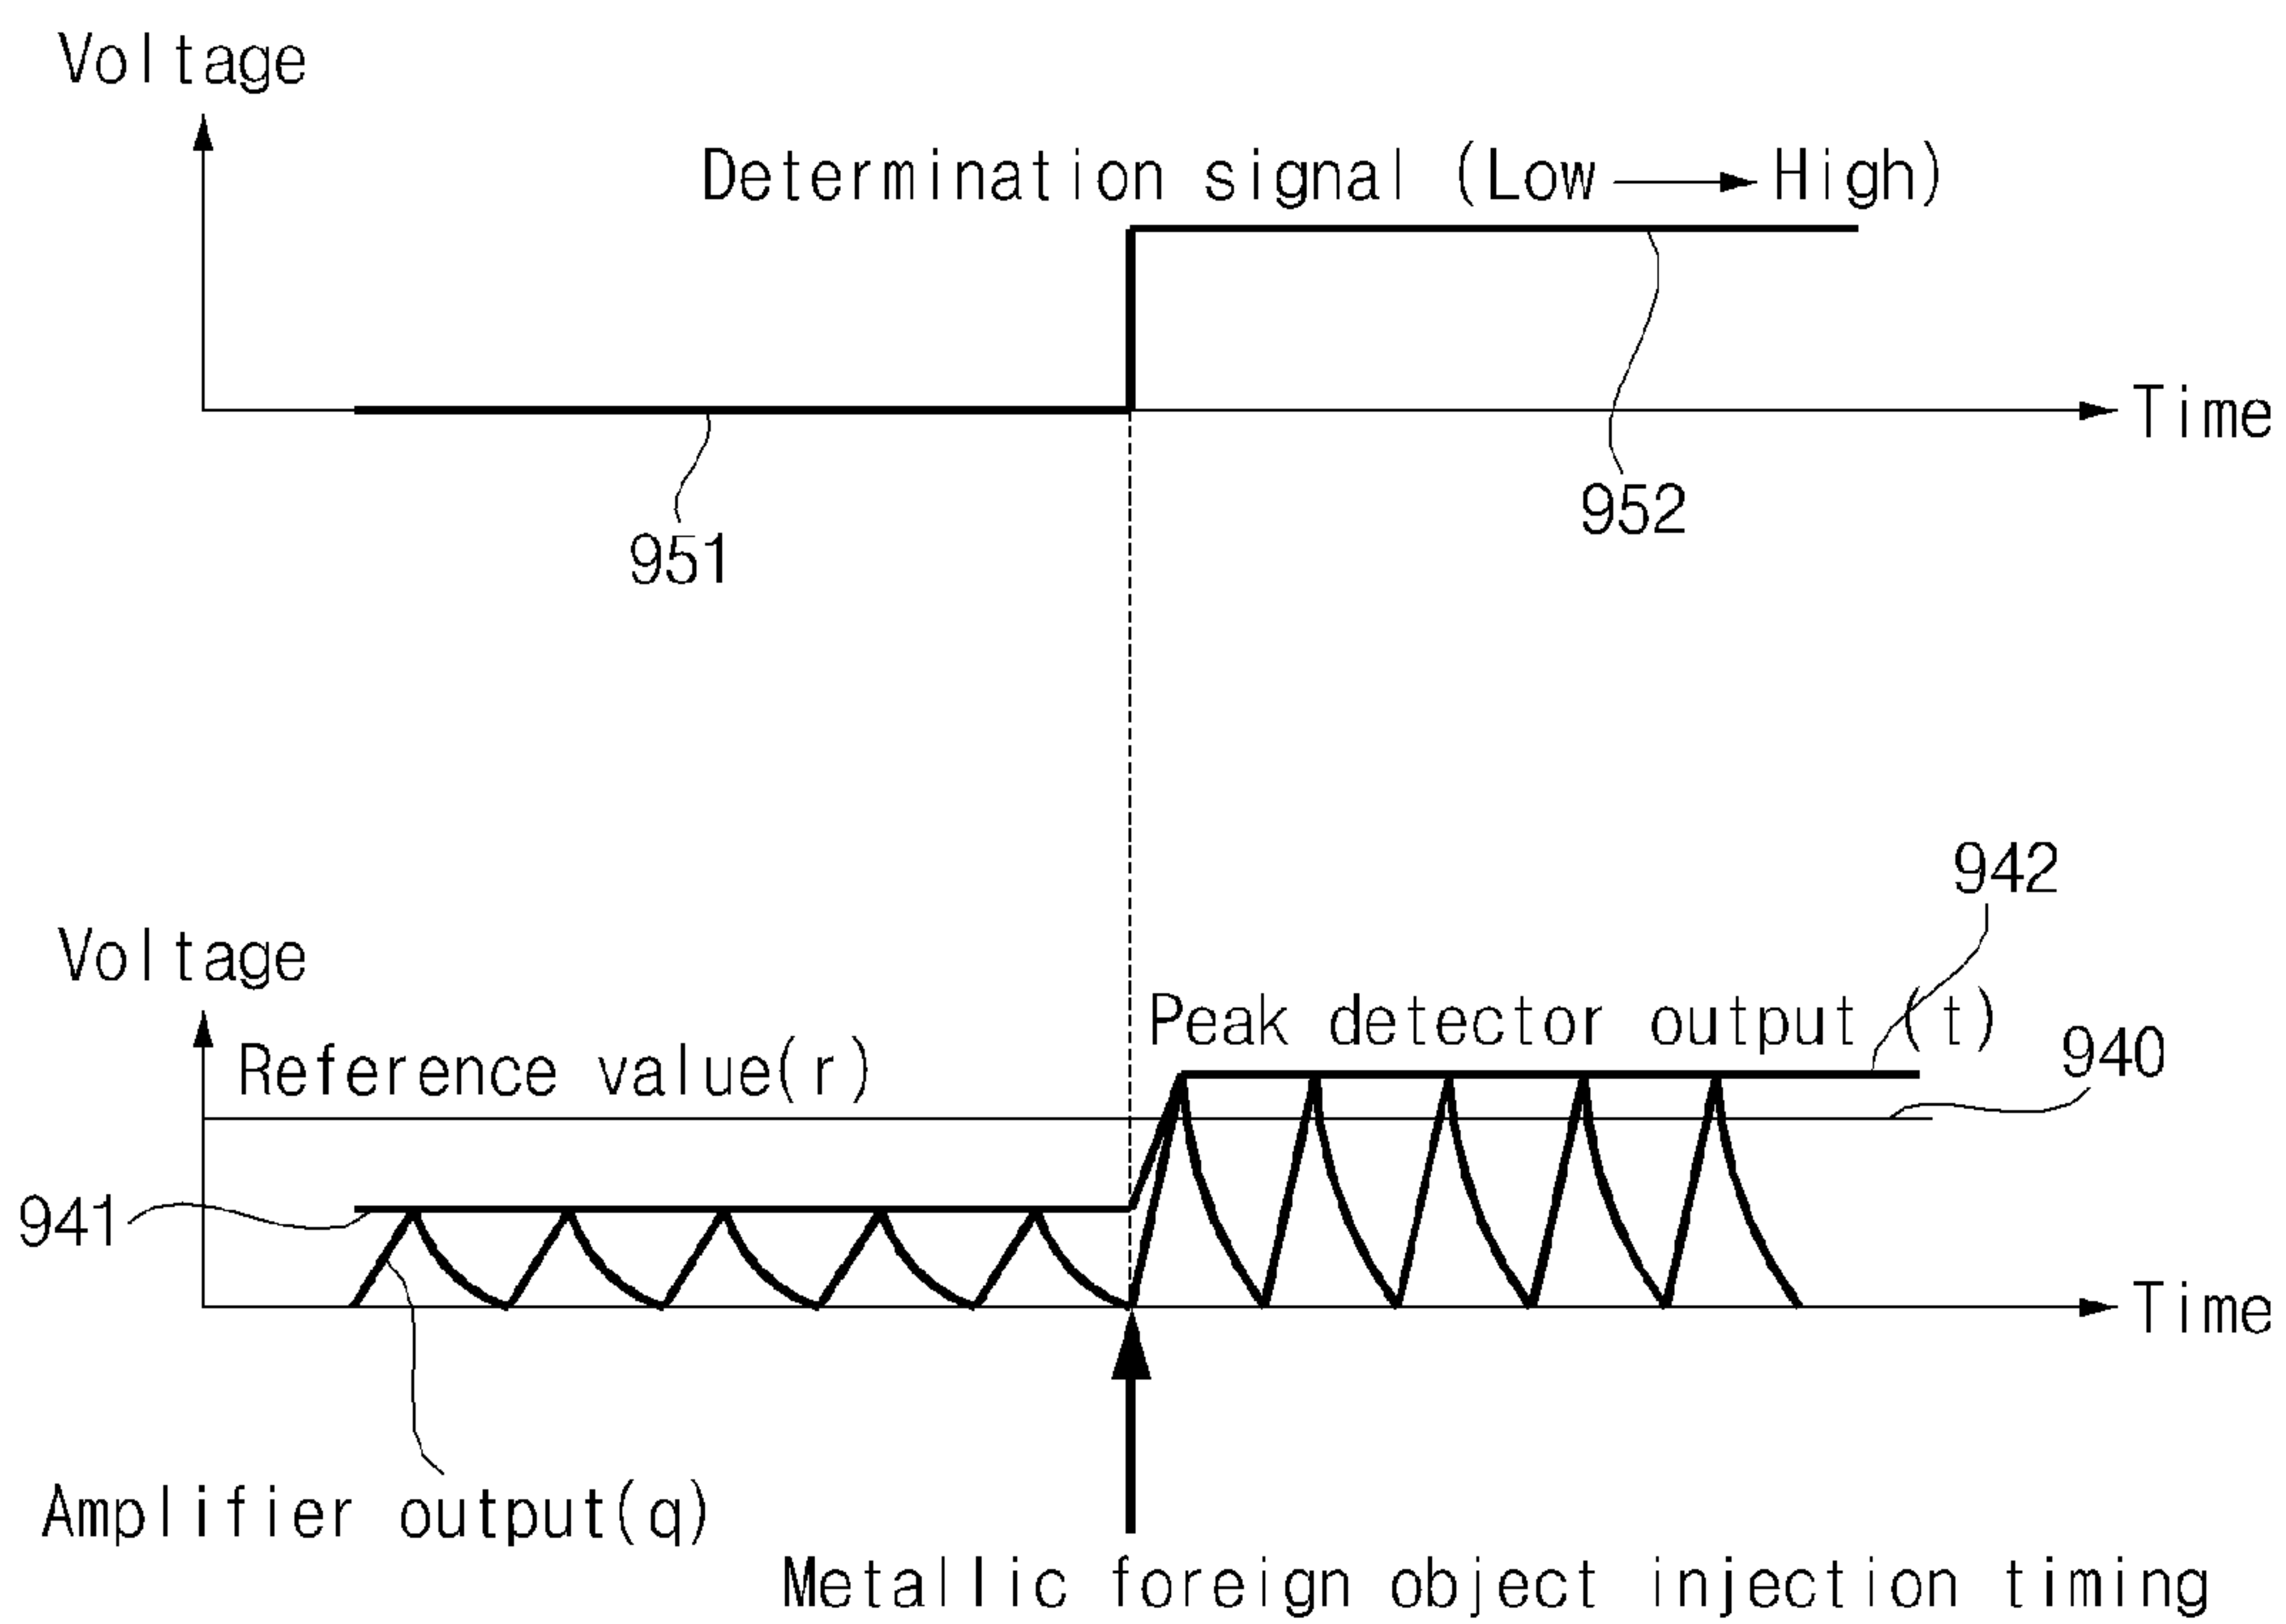 Voltage
Determination signal (Low → High)
Time
952
951
942
Voltage
Peak detector output (t)
Reference value(r)
940
941
Time
Amplifier output(q)
Metallic foreign object injection timing